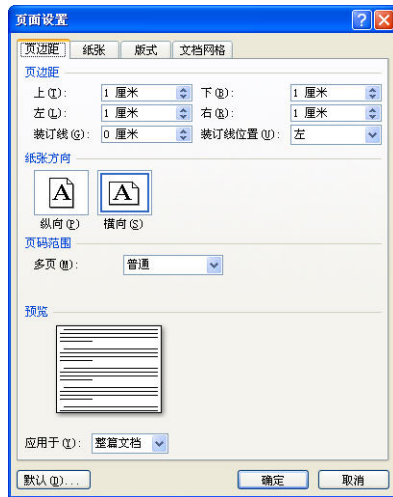 页面设置
页边距 纸张 版式 文档网格
页边距
上(T): 1 厘米 下(B): 1 厘米
左(L): 1 厘米 右(R): 1 厘米
装订线(G): 0 厘米 装订线位置(U): 左
纸张方向
A A
纵向(P) 横向(S)
页码范围
多页(M): 普通
预览
应用于(Y): 整篇文档
默认(D)... 确定 取消